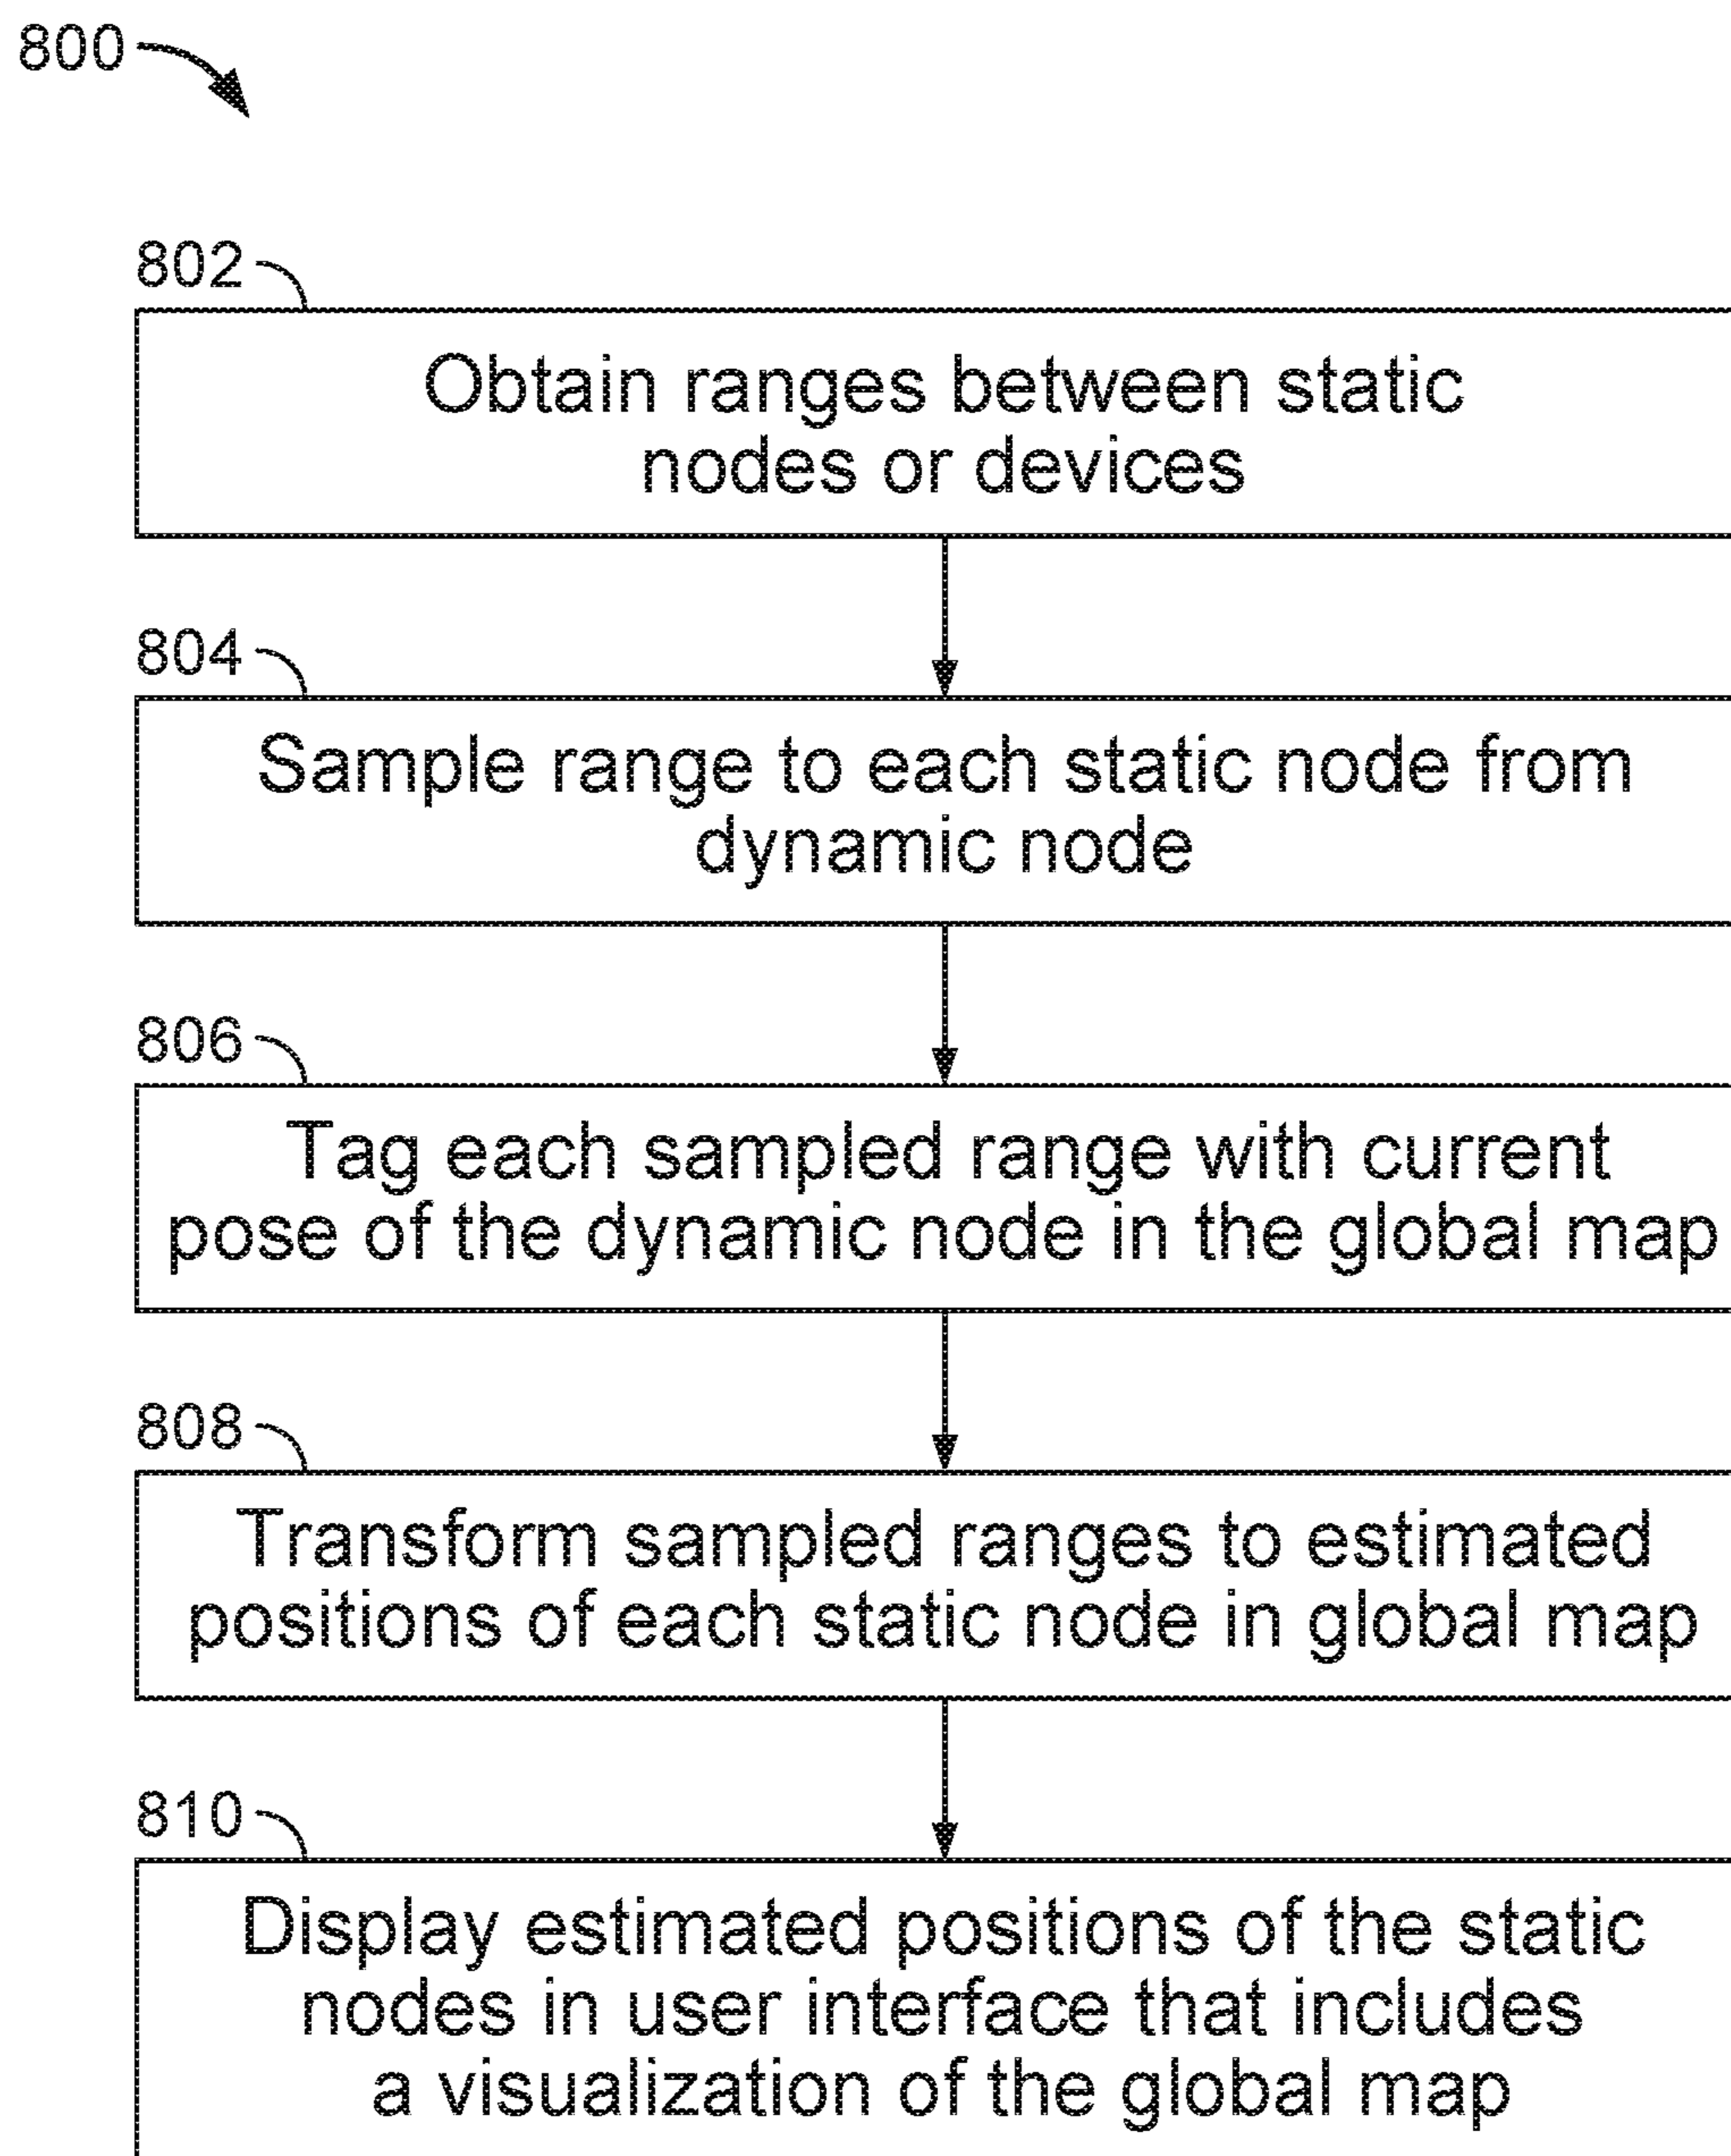 800
802
Obtain ranges between static
nodes or devices
804
Sample range to each static node from
dynamic node
806
Tag each sampled range with current
pose of the dynamic node in the global map
808
Transform sampled ranges to estimated
positions of each static node in global map
810
Display estimated positions of the static
nodes in user interface that includes
a visualization of the global map